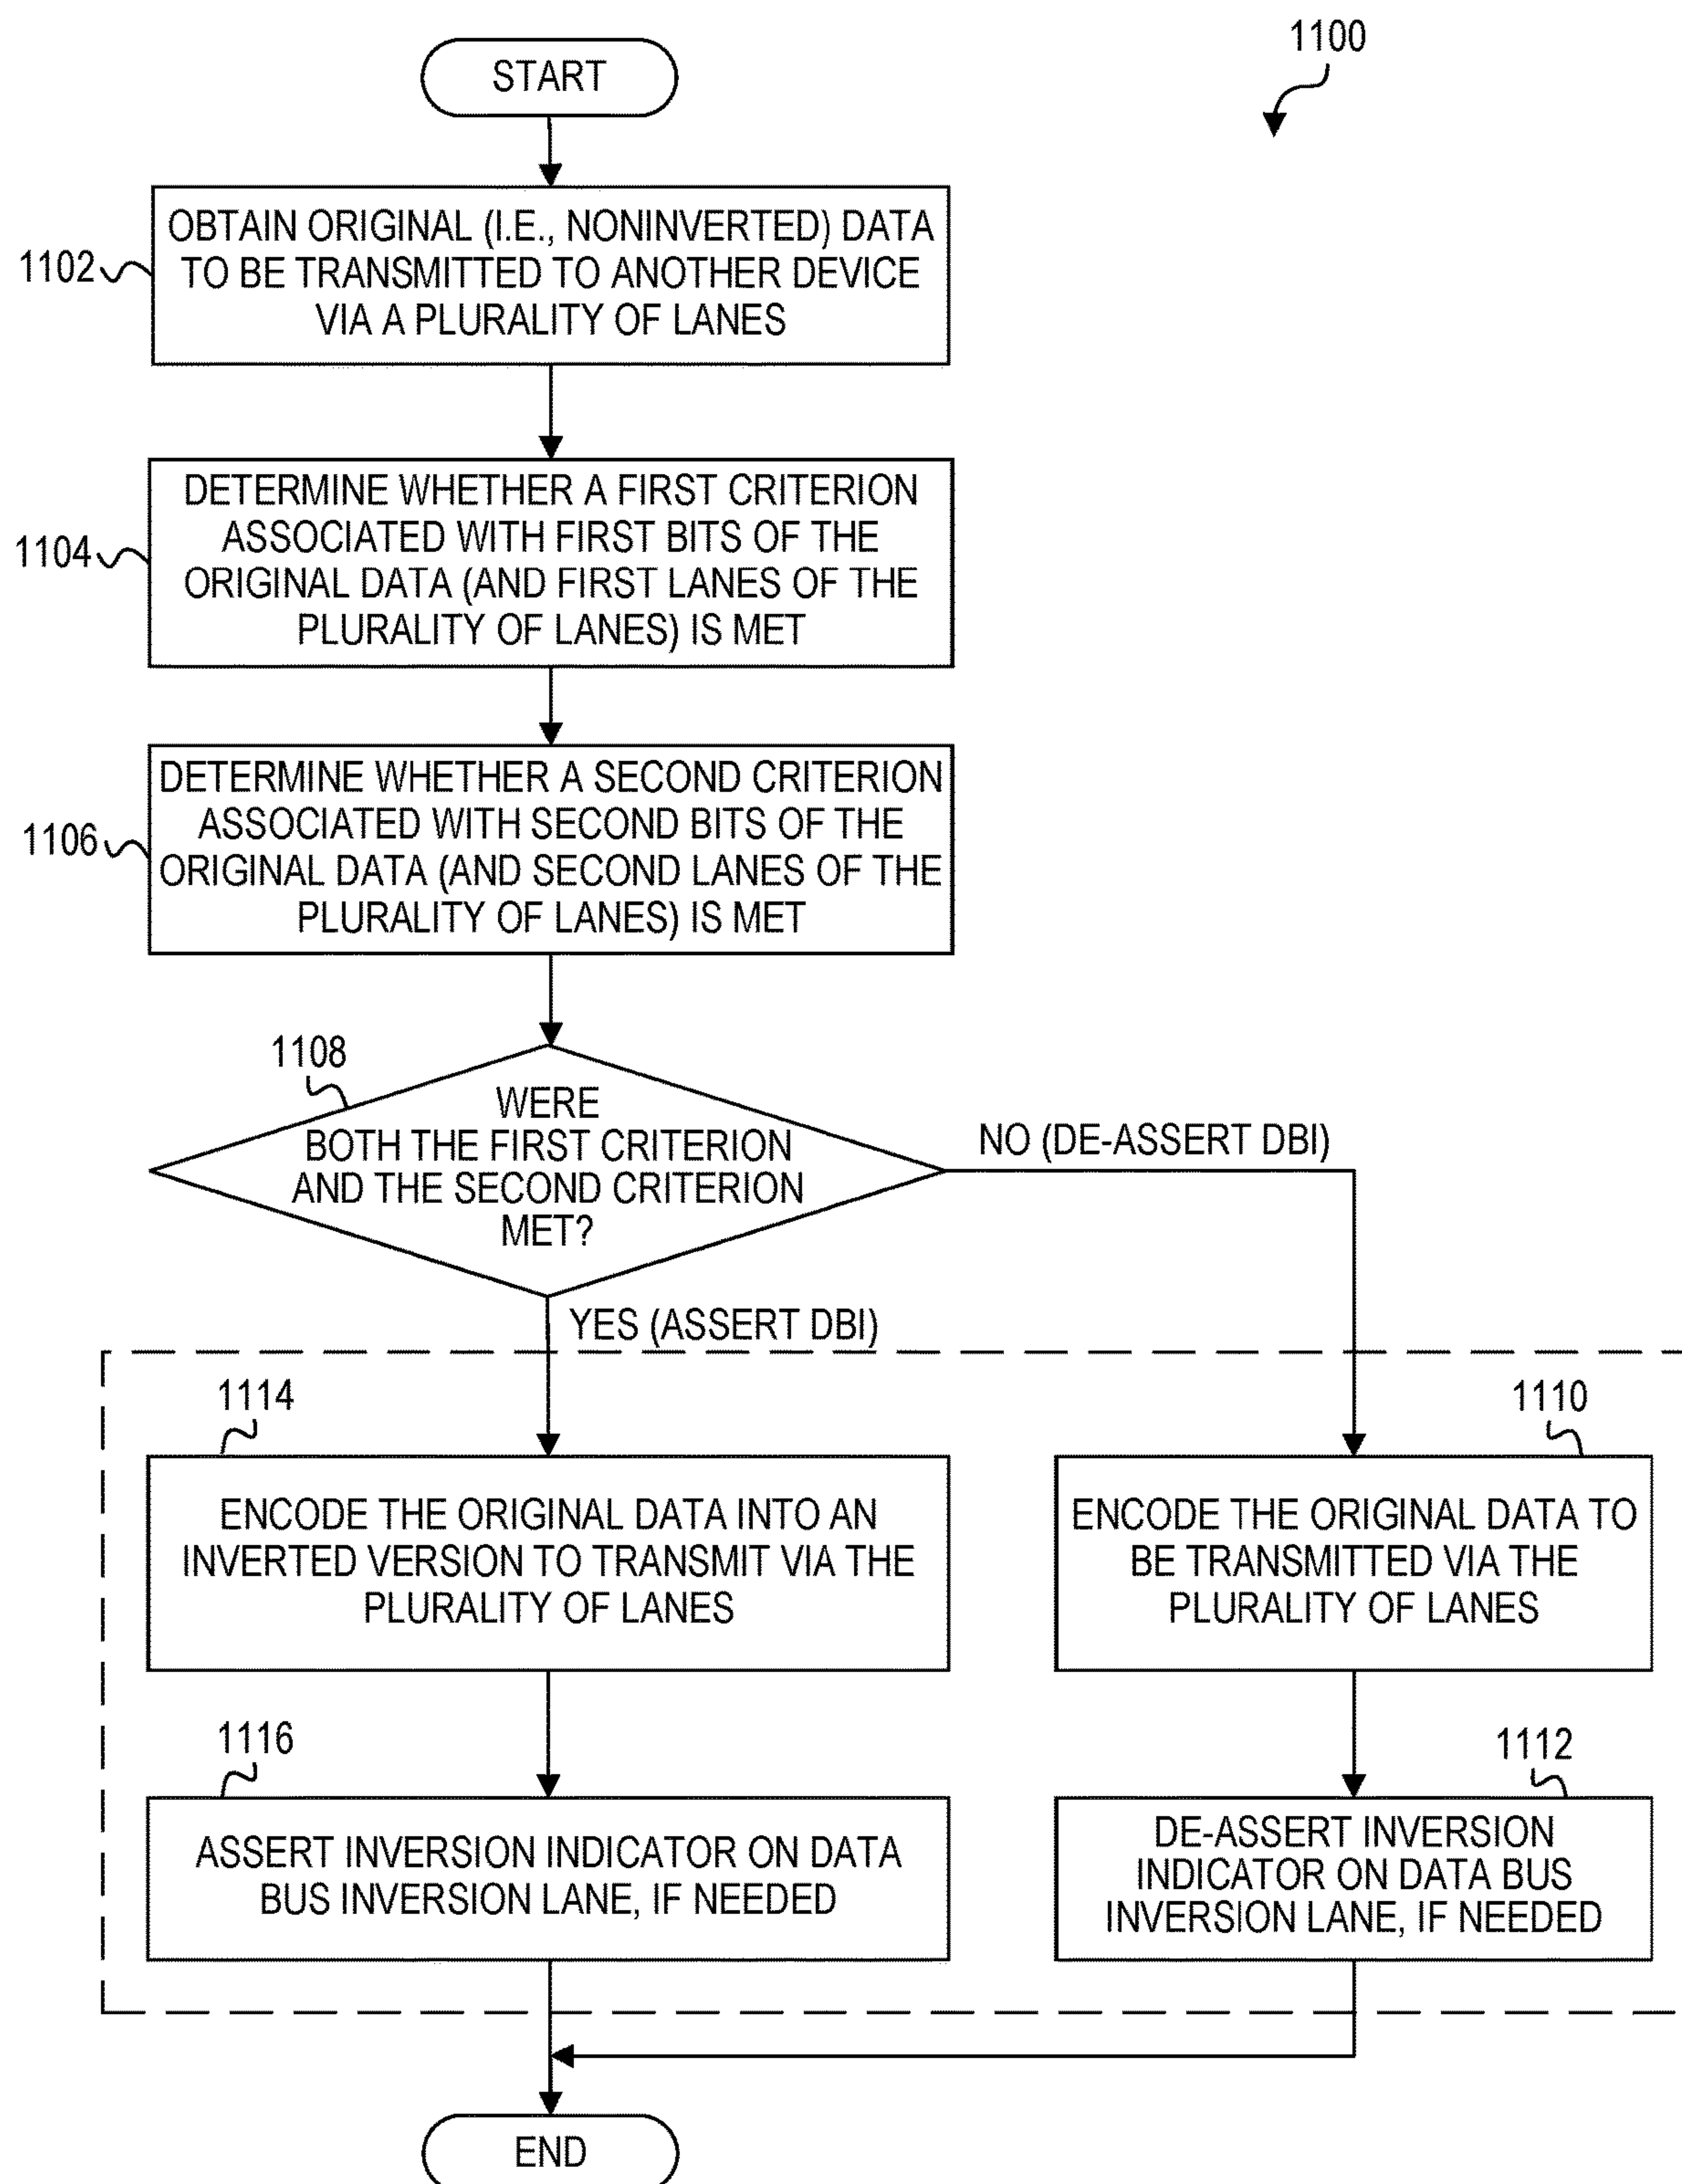 1100
START
1102
OBTAIN ORIGINAL (I.E., NONINVERTED) DATA
TO BE TRANSMITTED TO ANOTHER DEVICE
VIA A PLURALITY OF LANES
1104
DETERMINE WHETHER A FIRST CRITERION
ASSOCIATED WITH FIRST BITS OF THE
ORIGINAL DATA (AND FIRST LANES OF THE
PLURALITY OF LANES) IS MET
1106
DETERMINE WHETHER A SECOND CRITERION
ASSOCIATED WITH SECOND BITS OF THE
ORIGINAL DATA (AND SECOND LANES OF THE
PLURALITY OF LANES) IS MET
1108
WERE
BOTH THE FIRST CRITERION
AND THE SECOND CRITERION
MET?
NO (DE-ASSERT DBI)
YES (ASSERT DBI)
1114
ENCODE THE ORIGINAL DATA INTO AN
INVERTED VERSION TO TRANSMIT VIA THE
PLURALITY OF LANES
1110
ENCODE THE ORIGINAL DATA TO
BE TRANSMITTED VIA THE
PLURALITY OF LANES
1116
ASSERT INVERSION INDICATOR ON DATA
BUS INVERSION LANE, IF NEEDED
1112
DE-ASSERT INVERSION
INDICATOR ON DATA BUS
INVERSION LANE, IF NEEDED
END